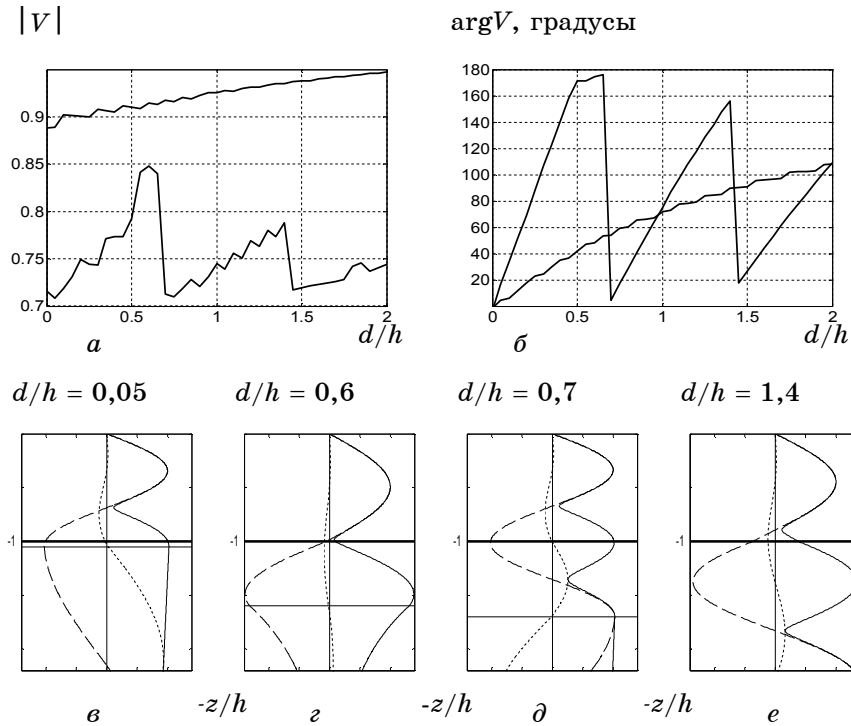 |V|
argV, градусы
0.9
0.85
0.8
0.75
0.7
0
0.5
1
1.5
2
d/h
а
180
160
140
120
100
80
60
40
20
0
0.5
1
1.5
2
d/h
б
d/h = 0,05
d/h = 0,6
d/h = 0,7
d/h = 1,4
-1
-1
-1
-1
в
-z/h
г
-z/h
д
-z/h
е